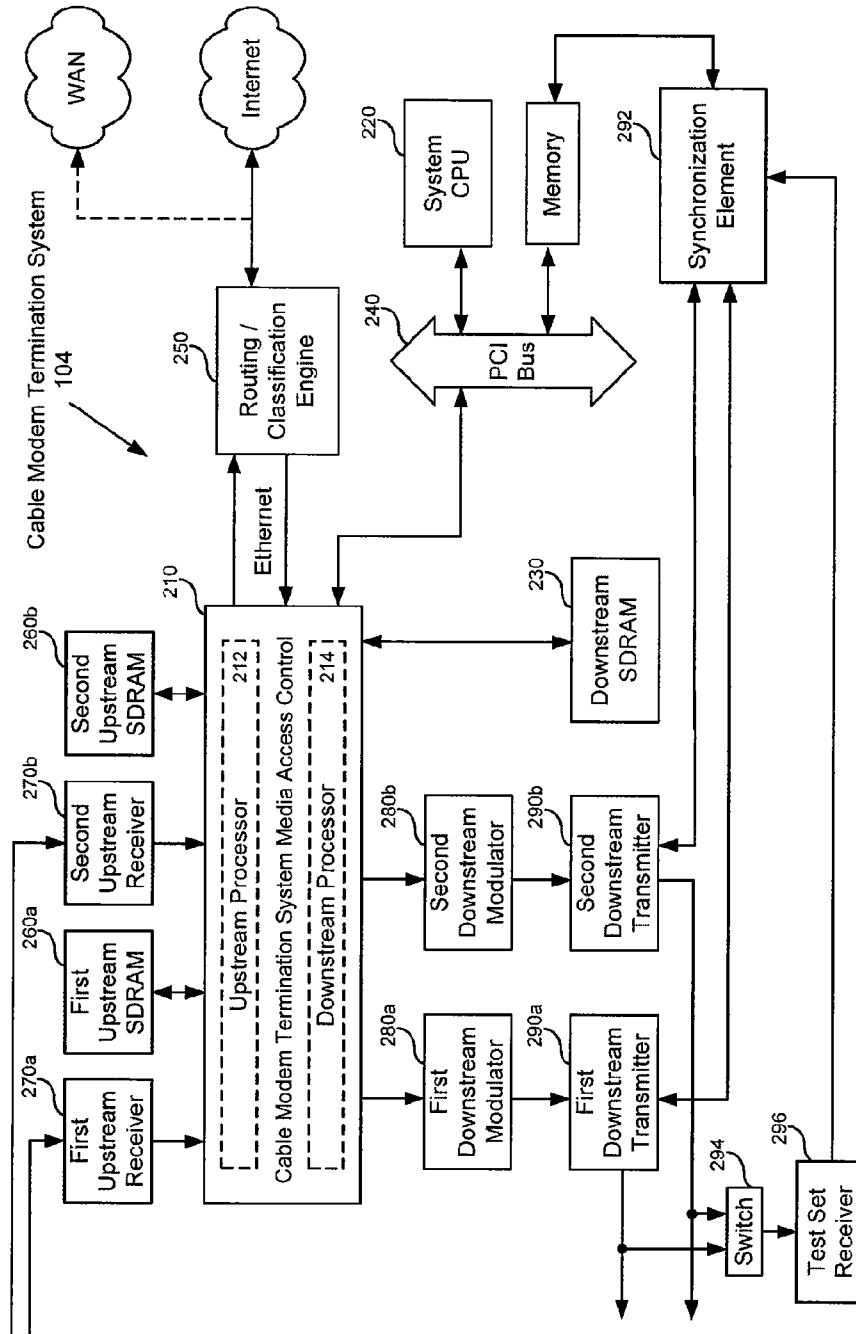 Cable Modem Termination System
104
WAN
Internet
270a
First
Upstream
Receiver
260a
First
Upstream
SDRAM
270b
Second
Upstream
Receiver
260b
Second
Upstream
SDRAM
210
Upstream Processor
212
Cable Modem Termination System Media Access Control
Downstream Processor
214
Ethernet
250
Routing /
Classification
Engine
240
PCI
Bus
220
System
CPU
Memory
280a
First
Downstream
Modulator
280b
Second
Downstream
Modulator
230
Downstream
SDRAM
290a
First
Downstream
Transmitter
290b
Second
Downstream
Transmitter
292
Synchronization
Element
294
Switch
296
Test Set
Receiver